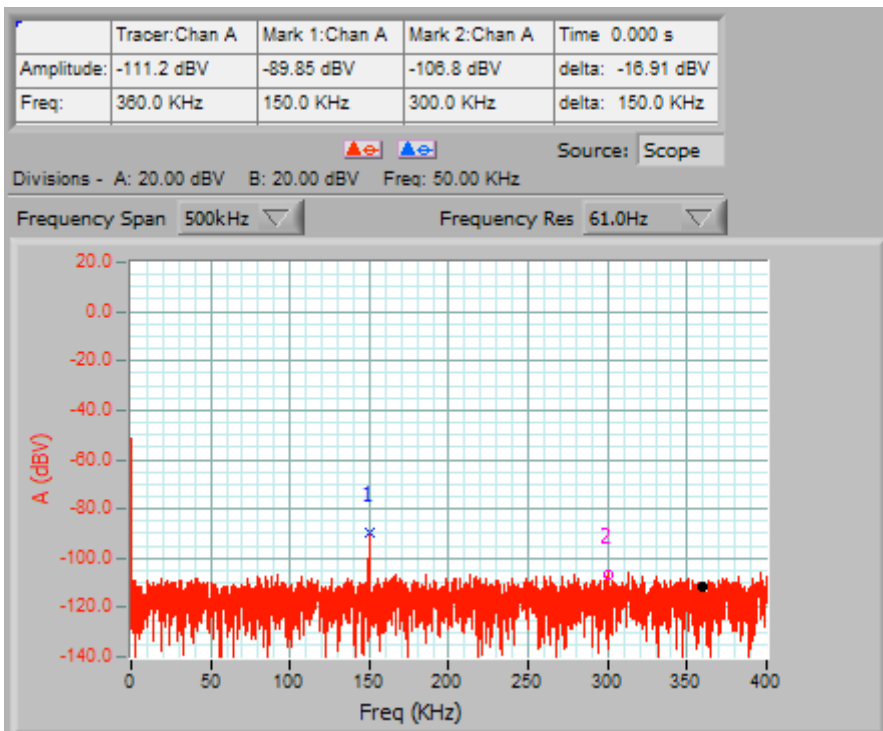 Tracer:Chan A Mark 1:Chan A Mark 2:Chan A Time 0.000 s
Amplitude: -111.2 dBV -89.85 dBV -106.8 dBV delta: -16.91 dBV
Freq: 360.0 KHz 150.0 KHz 300.0 KHz delta: 150.0 KHz
Source: Scope
Divisions - A: 20.00 dBV B: 20.00 dBV Freq: 50.00 KHz
Frequency Span 500kHz Frequency Res 61.0Hz
20.0
0.0
-20.0
-40.0
-60.0
-80.0
-100.0
-120.0
-140.0
A (dBV)
1
2
0 50 100 150 200 250 300 350 400
Freq (KHz)